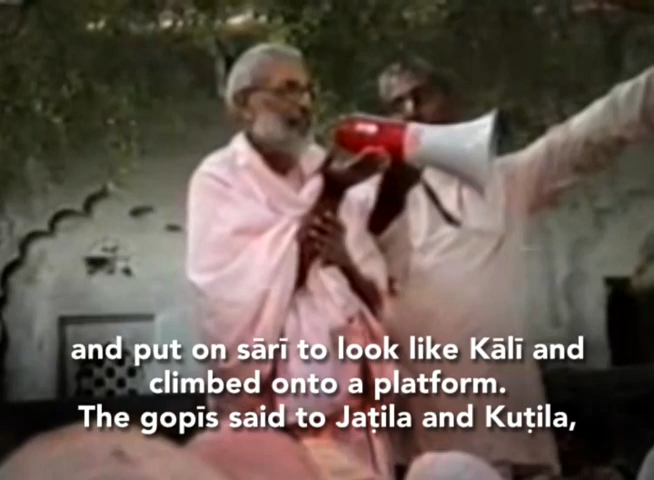 and put on sārī to look like Kālī and
climbed onto a platform.
The gopīs said to Jaṭila and Kuṭila,